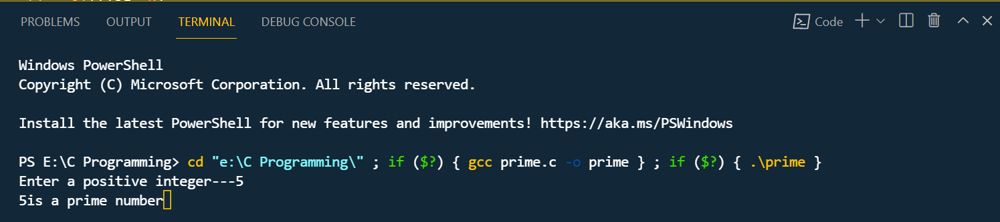 PROBLEMS OUTPUT TERMINAL DEBUG CONSOLE Code
Windows PowerShell
Copyright (C) Microsoft Corporation. All rights reserved.
Install the latest PowerShell for new features and improvements! https://aka.ms/PSWindows
PS E:\C Programming> cd "e:\C Programming\" ; if ($?) { gcc prime.c -o prime } ; if ($?) { .\prime }
Enter a positive integer---5
5is a prime number